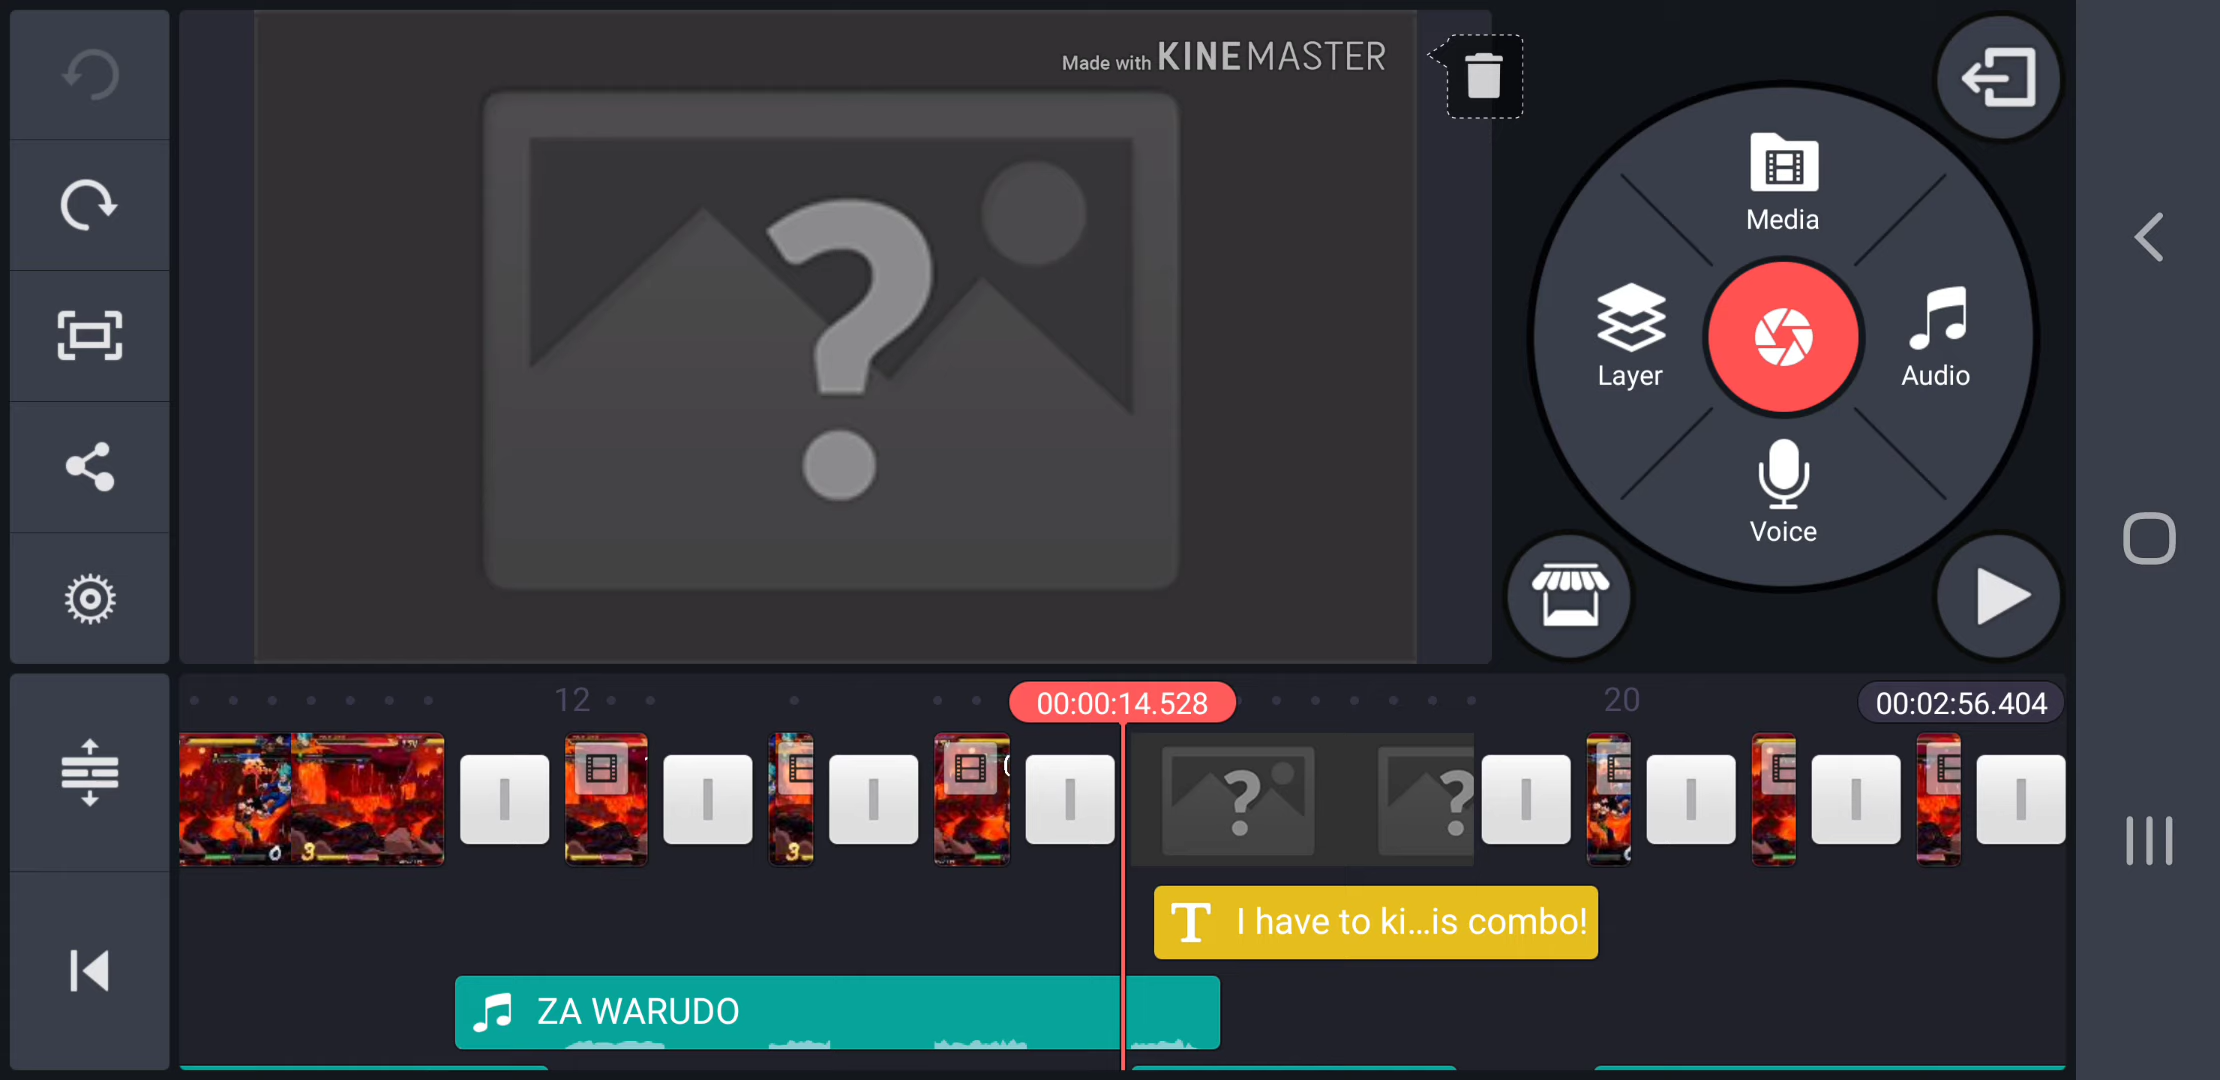 Made with KINEMASTER
Media
Layer
Audio
Voice
12
00:00:14.528
20
00:02:56.404
I have to ki...is combo!
ZA WARUDO